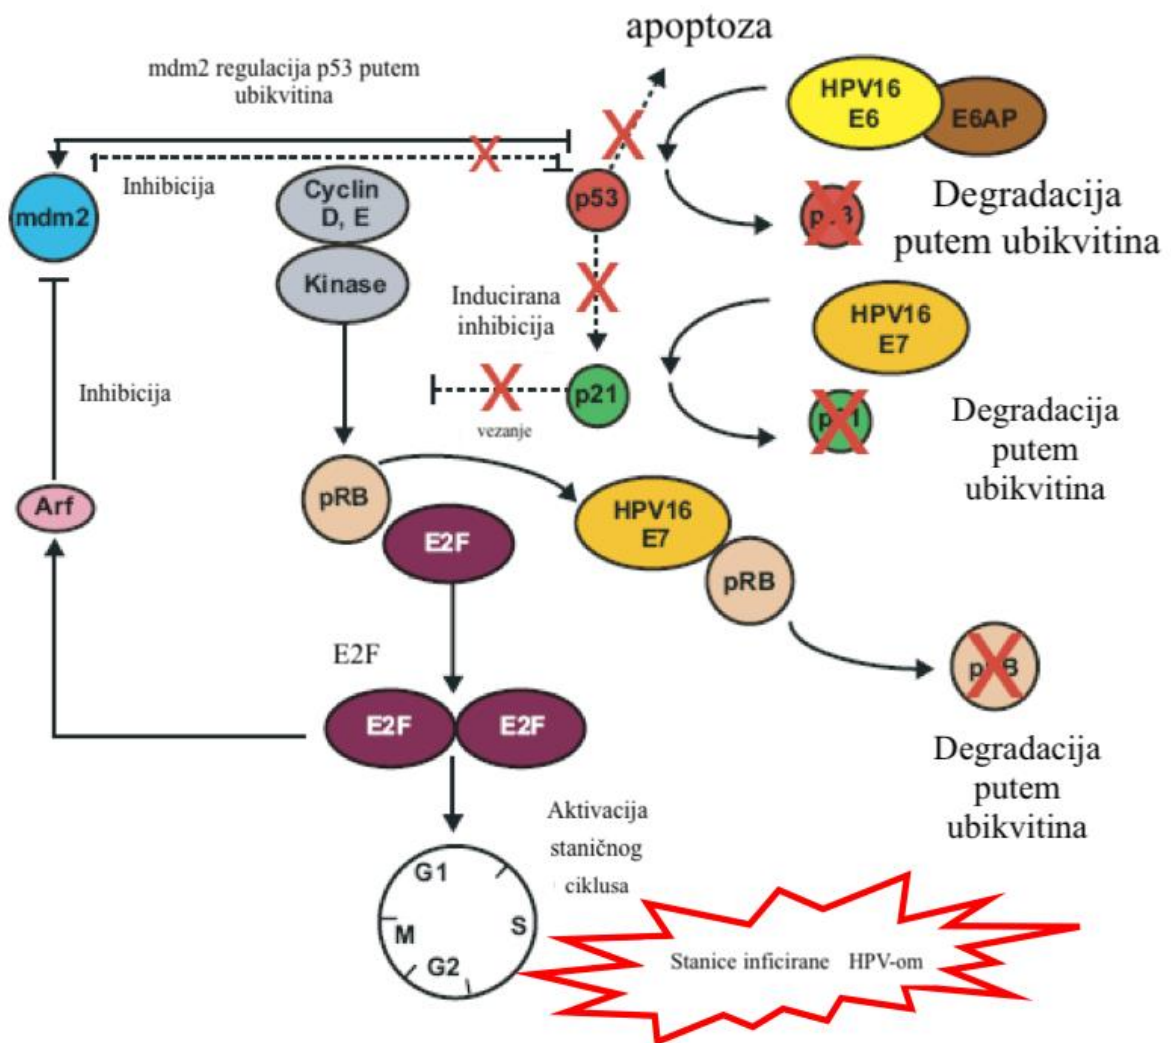 apoptoza
mdm2 regulacija p53 putem
ubikvitina
HPV16
E6
E6AP
Inhibicija
mdm2
Cyclin
D, E
Kinase
p53
Degradacija
putem ubikvitina
Inducirana
inhibicija
HPV16
E7
Inhibicija
p21
vezanje
Degradacija
putem
ubikvitina
Arf
pRB
E2F
HPV16
E7
pRB
E2F
E2F
E2F
Degradacija
putem
ubikvitina
Aktivacija
staničnog
ciklusa
G1
S
M
G2
Stanice inficirane HPV-om